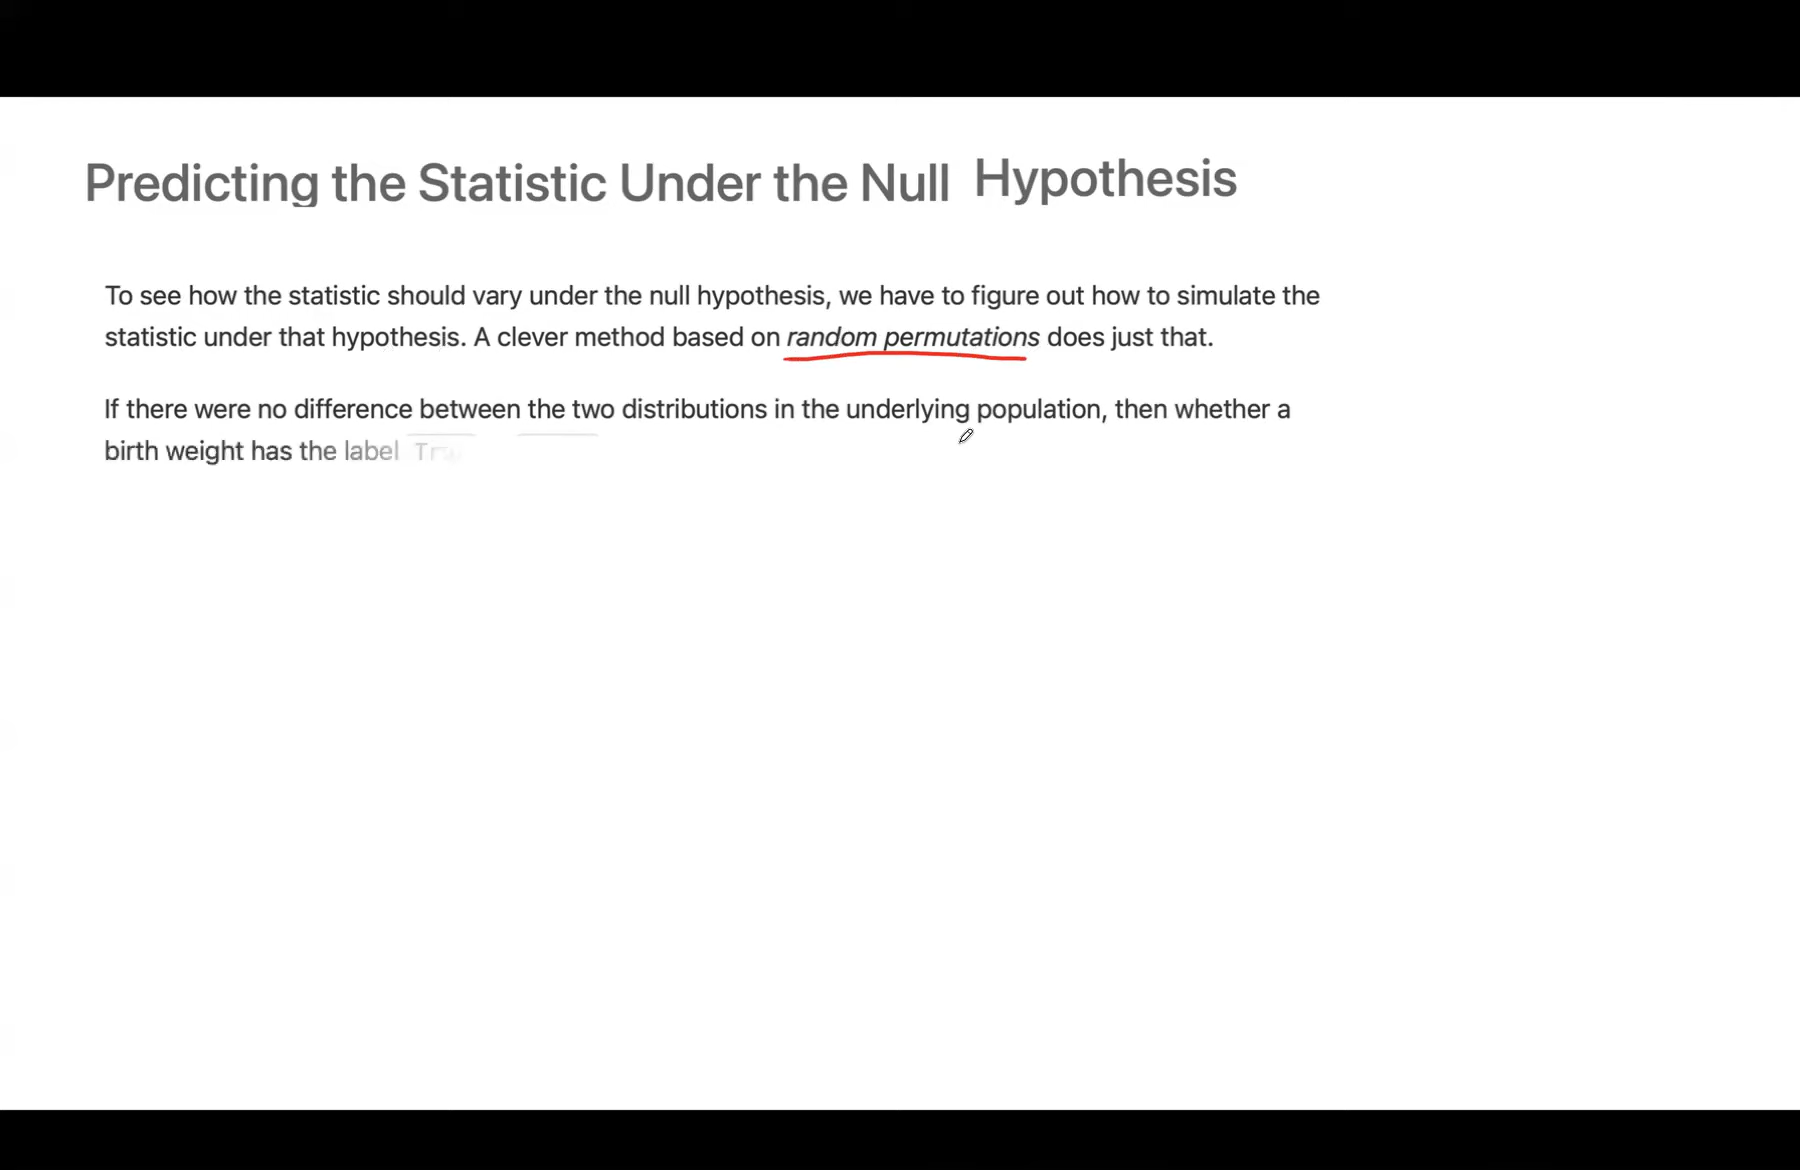 Predicting the Statistic Under the Null Hypothesis
To see how the statistic should vary under the null hypothesis, we have to figure out how to simulate the
statistic under that hypothesis. A clever method based on random permutations does just that.
If there were no difference between the two distributions in the underlying population, then whether a
birth weight has the label